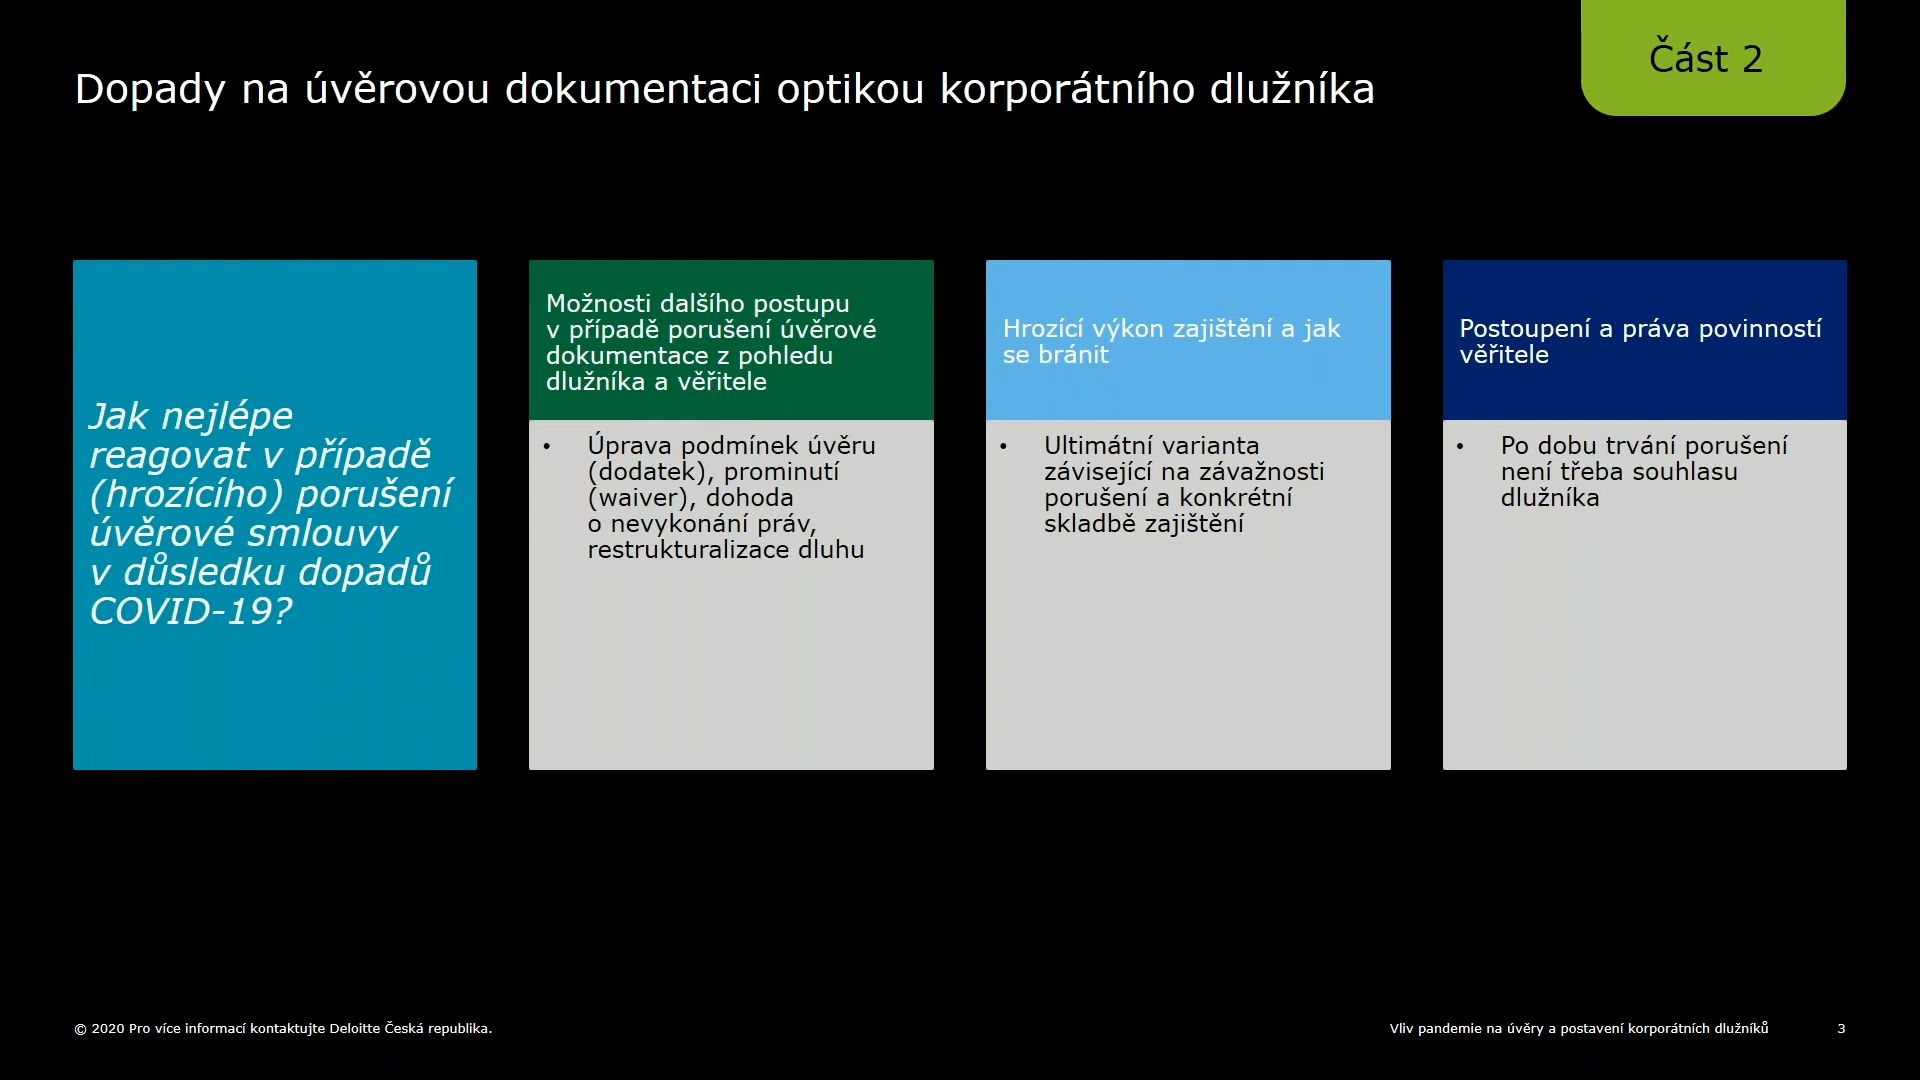 Dopady na úvěrovou dokumentaci optikou korporátního dlužníka
Část 2
Jak nejlépe
reagovat v případě
(hrozícího) porušení
úvěrové smlouvy
v důsledku dopadů
COVID-19?
Možnosti dalšího postupu
v případě porušení úvěrové
dokumentace z pohledu
dlužníka a věřitele
• Úprava podmínek úvěru
(dodatek), prominutí
(waiver), dohoda
o nevykonání práv,
restrukturalizace dluhu
Hrozící výkon zajištění a jak
se bránit
• Ultimátní varianta
závisející na závažnosti
porušení a konkrétní
skladbě zajištění
Postoupení a práva povinností
věřitele
• Po dobu trvání porušení
není třeba souhlasu
dlužníka
© 2020 Pro více informací kontaktujte Deloitte Česká republika.
Vliv pandemie na úvěry a postavení korporátních dlužníků 3